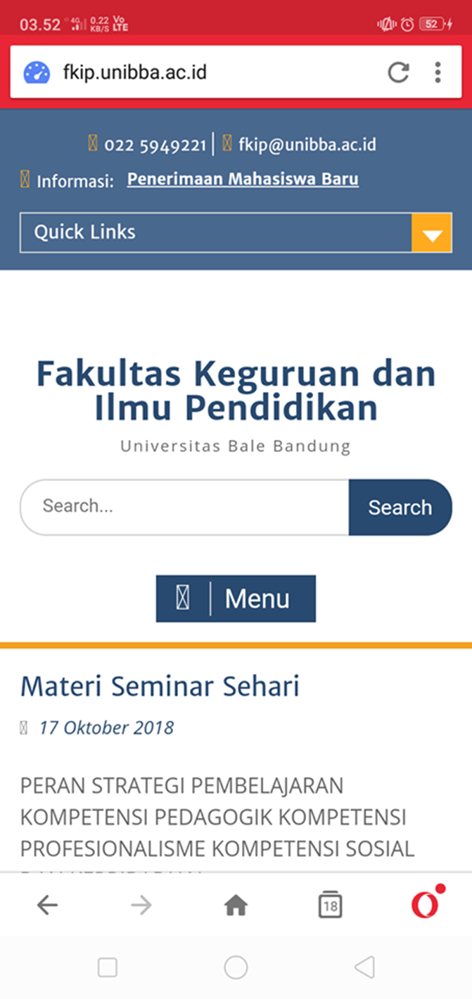 03.52 4G 0.22 KB/S Vo LTE 52
fkip.unibba.ac.id
022 5949221 fkip@unibba.ac.id
Informasi: Penerimaan Mahasiswa Baru
Quick Links
Fakultas Keguruan dan
Ilmu Pendidikan
Universitas Bale Bandung
Search... Search
Menu
Materi Seminar Sehari
17 Oktober 2018
PERAN STRATEGI PEMBELAJARAN
KOMPETENSI PEDAGOGIK KOMPETENSI
PROFESIONALISME KOMPETENSI SOSIAL
18